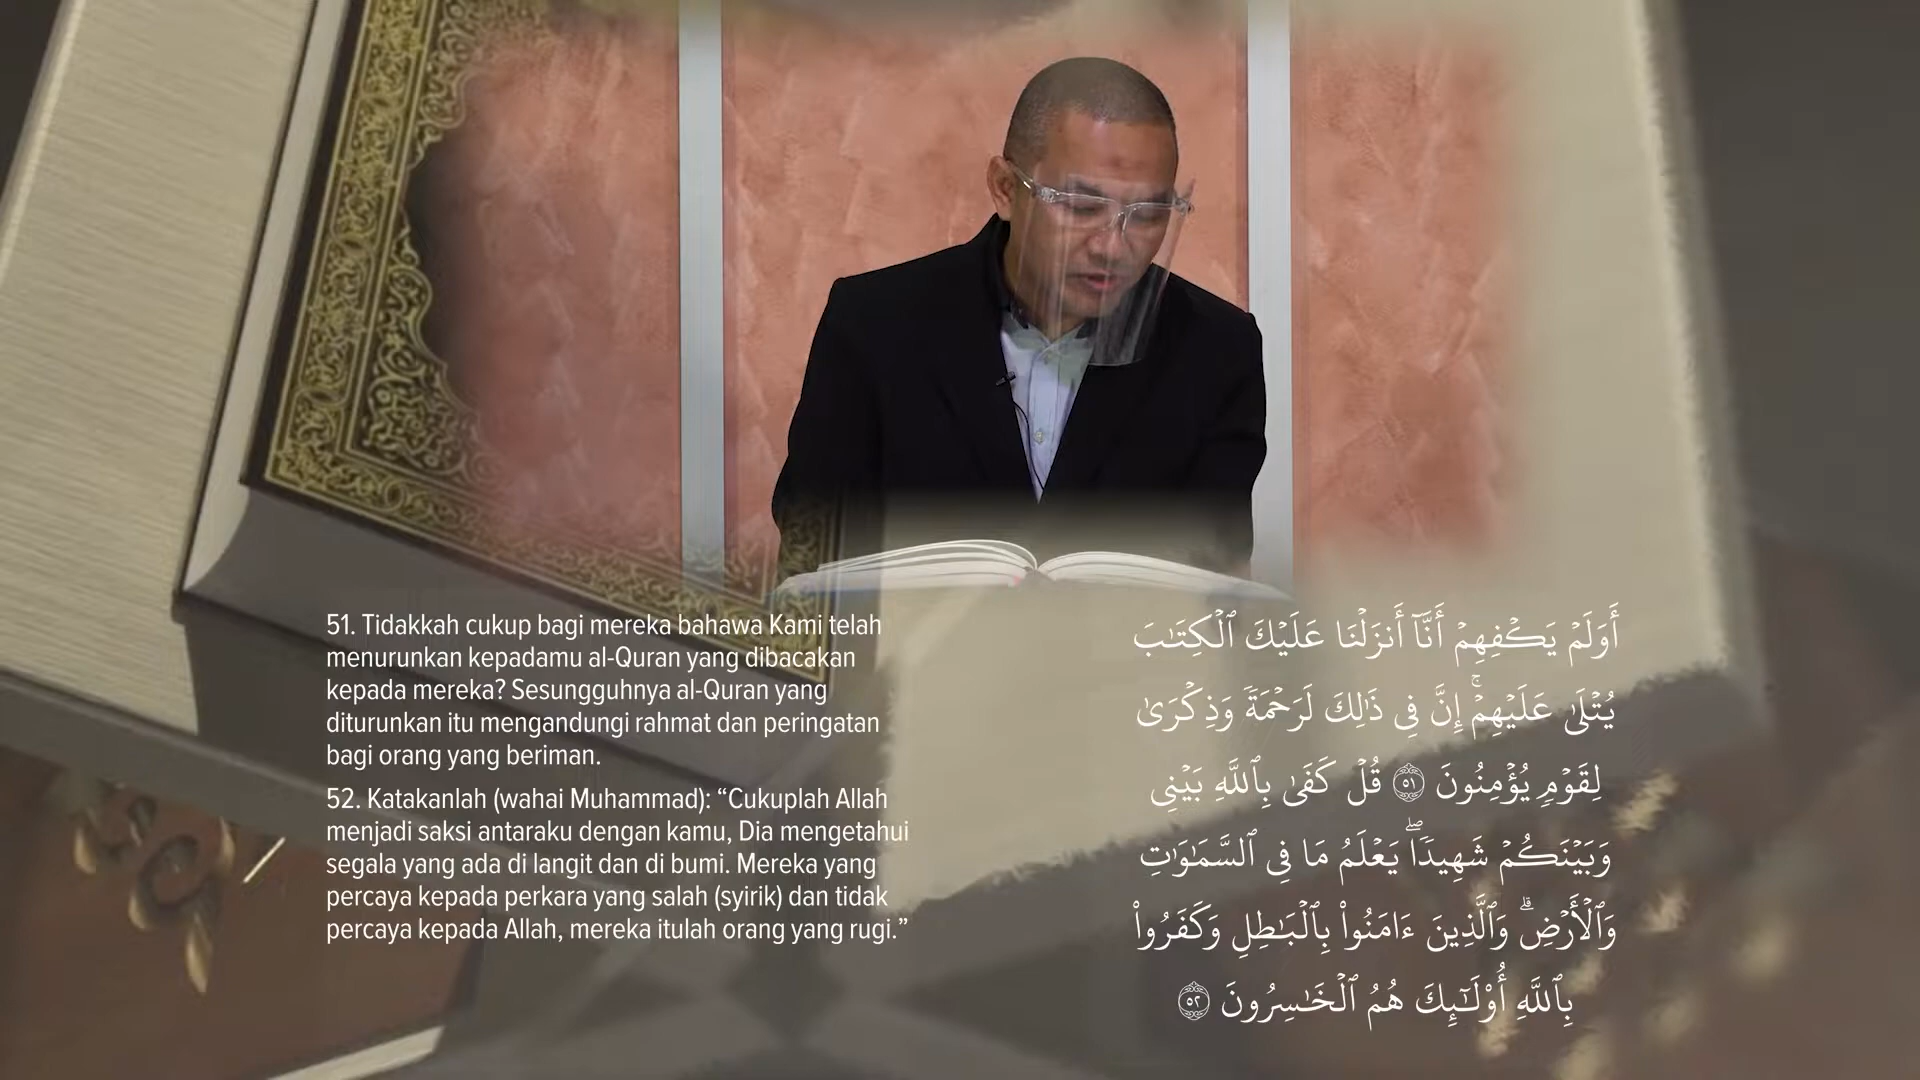 51. Tidakkah cukup bagi mereka bahawa Kami telah
menurunkan kepadamu al-Quran yang dibacakan
kepada mereka? Sesungguhnya al-Quran yang
diturunkan itu mengandungi rahmat dan peringatan
bagi orang yang beriman.
52. Katakanlah (wahai Muhammad): “Cukuplah Allah
menjadi saksi antaraku dengan kamu, Dia mengetahui
segala yang ada di langit dan di bumi. Mereka yang
percaya kepada perkara yang salah (syirik) dan tidak
percaya kepada Allah, mereka itulah orang yang rugi.”
أَوَلَمْ يَكْفِهِمْ أَنَّآ أَنزَلْنَا عَلَيْكَ ٱلْكِتَٰبَ
يُتْلَىٰ عَلَيْهِمْ ۚ إِنَّ فِى ذَٰلِكَ لَرَحْمَةً وَذِكْرَىٰ
لِقَوْمٍ يُؤْمِنُونَ ٥١ قُلْ كَفَىٰ بِٱللَّهِ بَيْنِى
وَبَيْنَكُمْ شَهِيدًا ۖ يَعْلَمُ مَا فِى ٱلسَّمَٰوَٰتِ
وَٱلْأَرْضِ ۗ وَٱلَّذِينَ ءَامَنُوا۟ بِٱلْبَٰطِلِ وَكَفَرُوا۟
بِٱللَّهِ أُو۟لَٰٓئِكَ هُمُ ٱلْخَٰسِرُونَ ٥٢